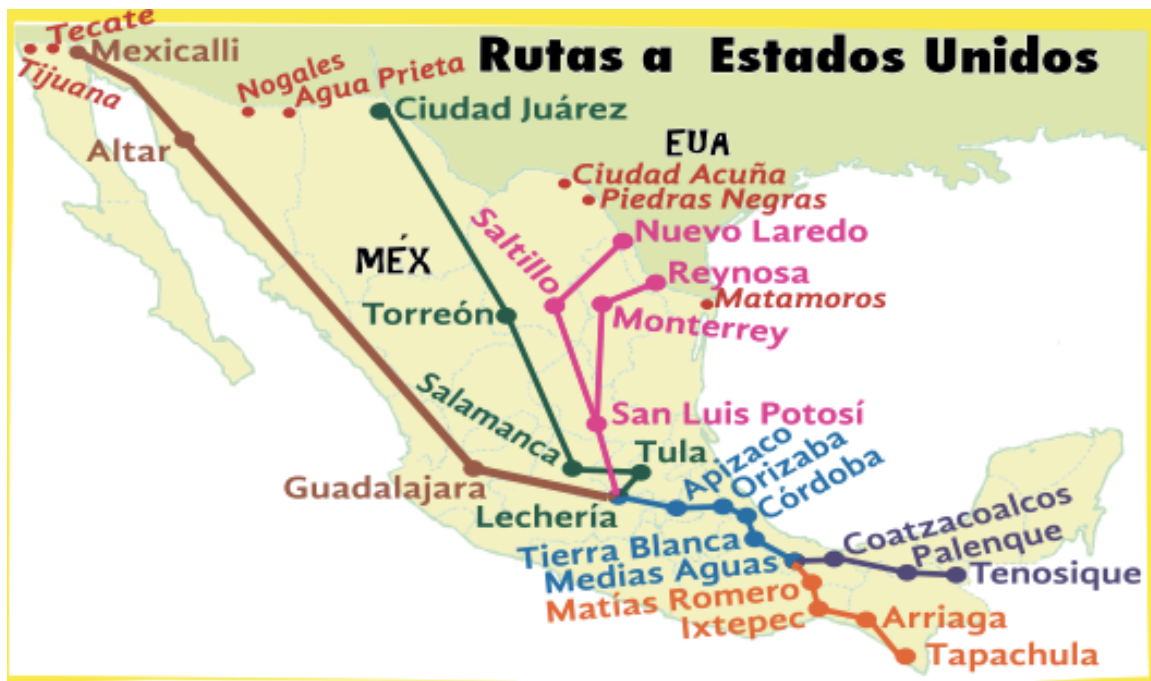 Rutas a Estados Unidos
Tecate
Mexicalli
Tijuana
Nogales
Agua Prieta
Ciudad Juárez
Altar
EUA
Ciudad Acuña
Piedras Negras
Saltillo
Nuevo Laredo
MÉX
Reynosa
Matamoros
Torreón
Monterrey
Salamanca
San Luis Potosí
Tula
Apizaco
Orizaba
Córdoba
Guadalajara
Lechería
Coatzacoalcos
Palenque
Tierra Blanca
Medias Aguas
Tenosique
Matías Romero
Ixtepec
Arriaga
Tapachula